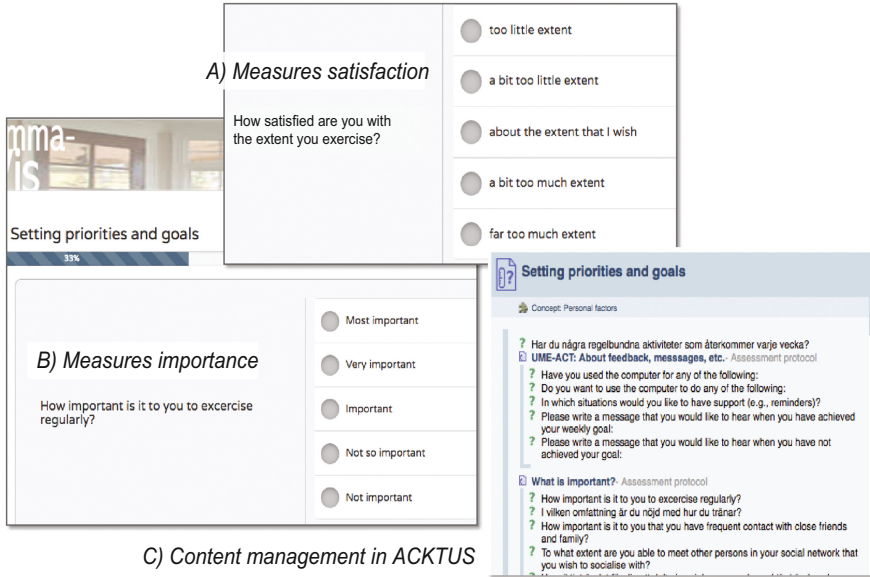 A) Measures satisfaction
How satisfied are you with
the extent you exercise?
too little extent
a bit too little extent
about the extent that I wish
a bit too much extent
far too much extent
mma-
is
Setting priorities and goals
33%
B) Measures importance
How important is it to you to excercise
regularly?
Most important
Very important
Important
Not so important
Not important
C) Content management in ACKTUS
Setting priorities and goals
Concept: Personal factors
? Har du några regelbundna aktiviteter som återkommer varje vecka?
UME-ACT: About feedback, messsages, etc.- Assessment protocol
? Have you used the computer for any of the following:
? Do you want to use the computer to do any of the following:
? In which situations would you like to have support (e.g., reminders)?
? Please write a message that you would like to hear when you have achieved
your weekly goal:
? Please write a message that you would like to hear when you have not
achieved your goal:
What is important?- Assessment protocol
? How important is it to you to excercise regularly?
? I vilken omfattning är du nöjd med hur du tränar?
? How important is it to you that you have frequent contact with close friends
and family?
? To what extent are you able to meet other persons in your social network that
you wish to socialise with?